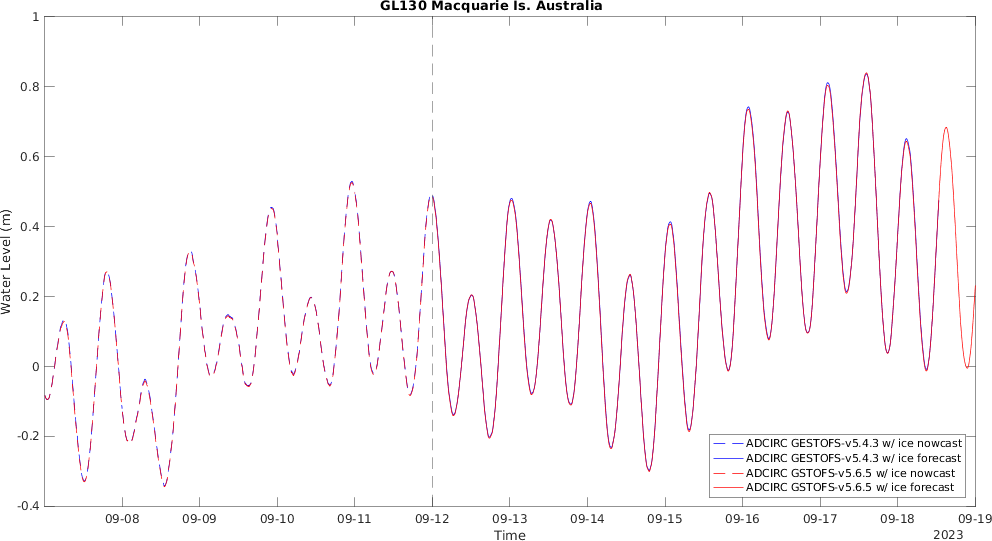 GL130 Macquarie Is. Australia
1
0.8
0.6
0.4
0.2
0
-0.2
-0.4
Water Level (m)
ADCIRC GESTOFS-v5.4.3 w/ ice nowcast
ADCIRC GESTOFS-v5.4.3 w/ ice forecast
ADCIRC GSTOFS-v5.6.5 w/ ice nowcast
ADCIRC GSTOFS-v5.6.5 w/ ice forecast
09-08 09-09 09-10 09-11 09-12 09-13 09-14 09-15 09-16 09-17 09-18 09-19
Time
2023